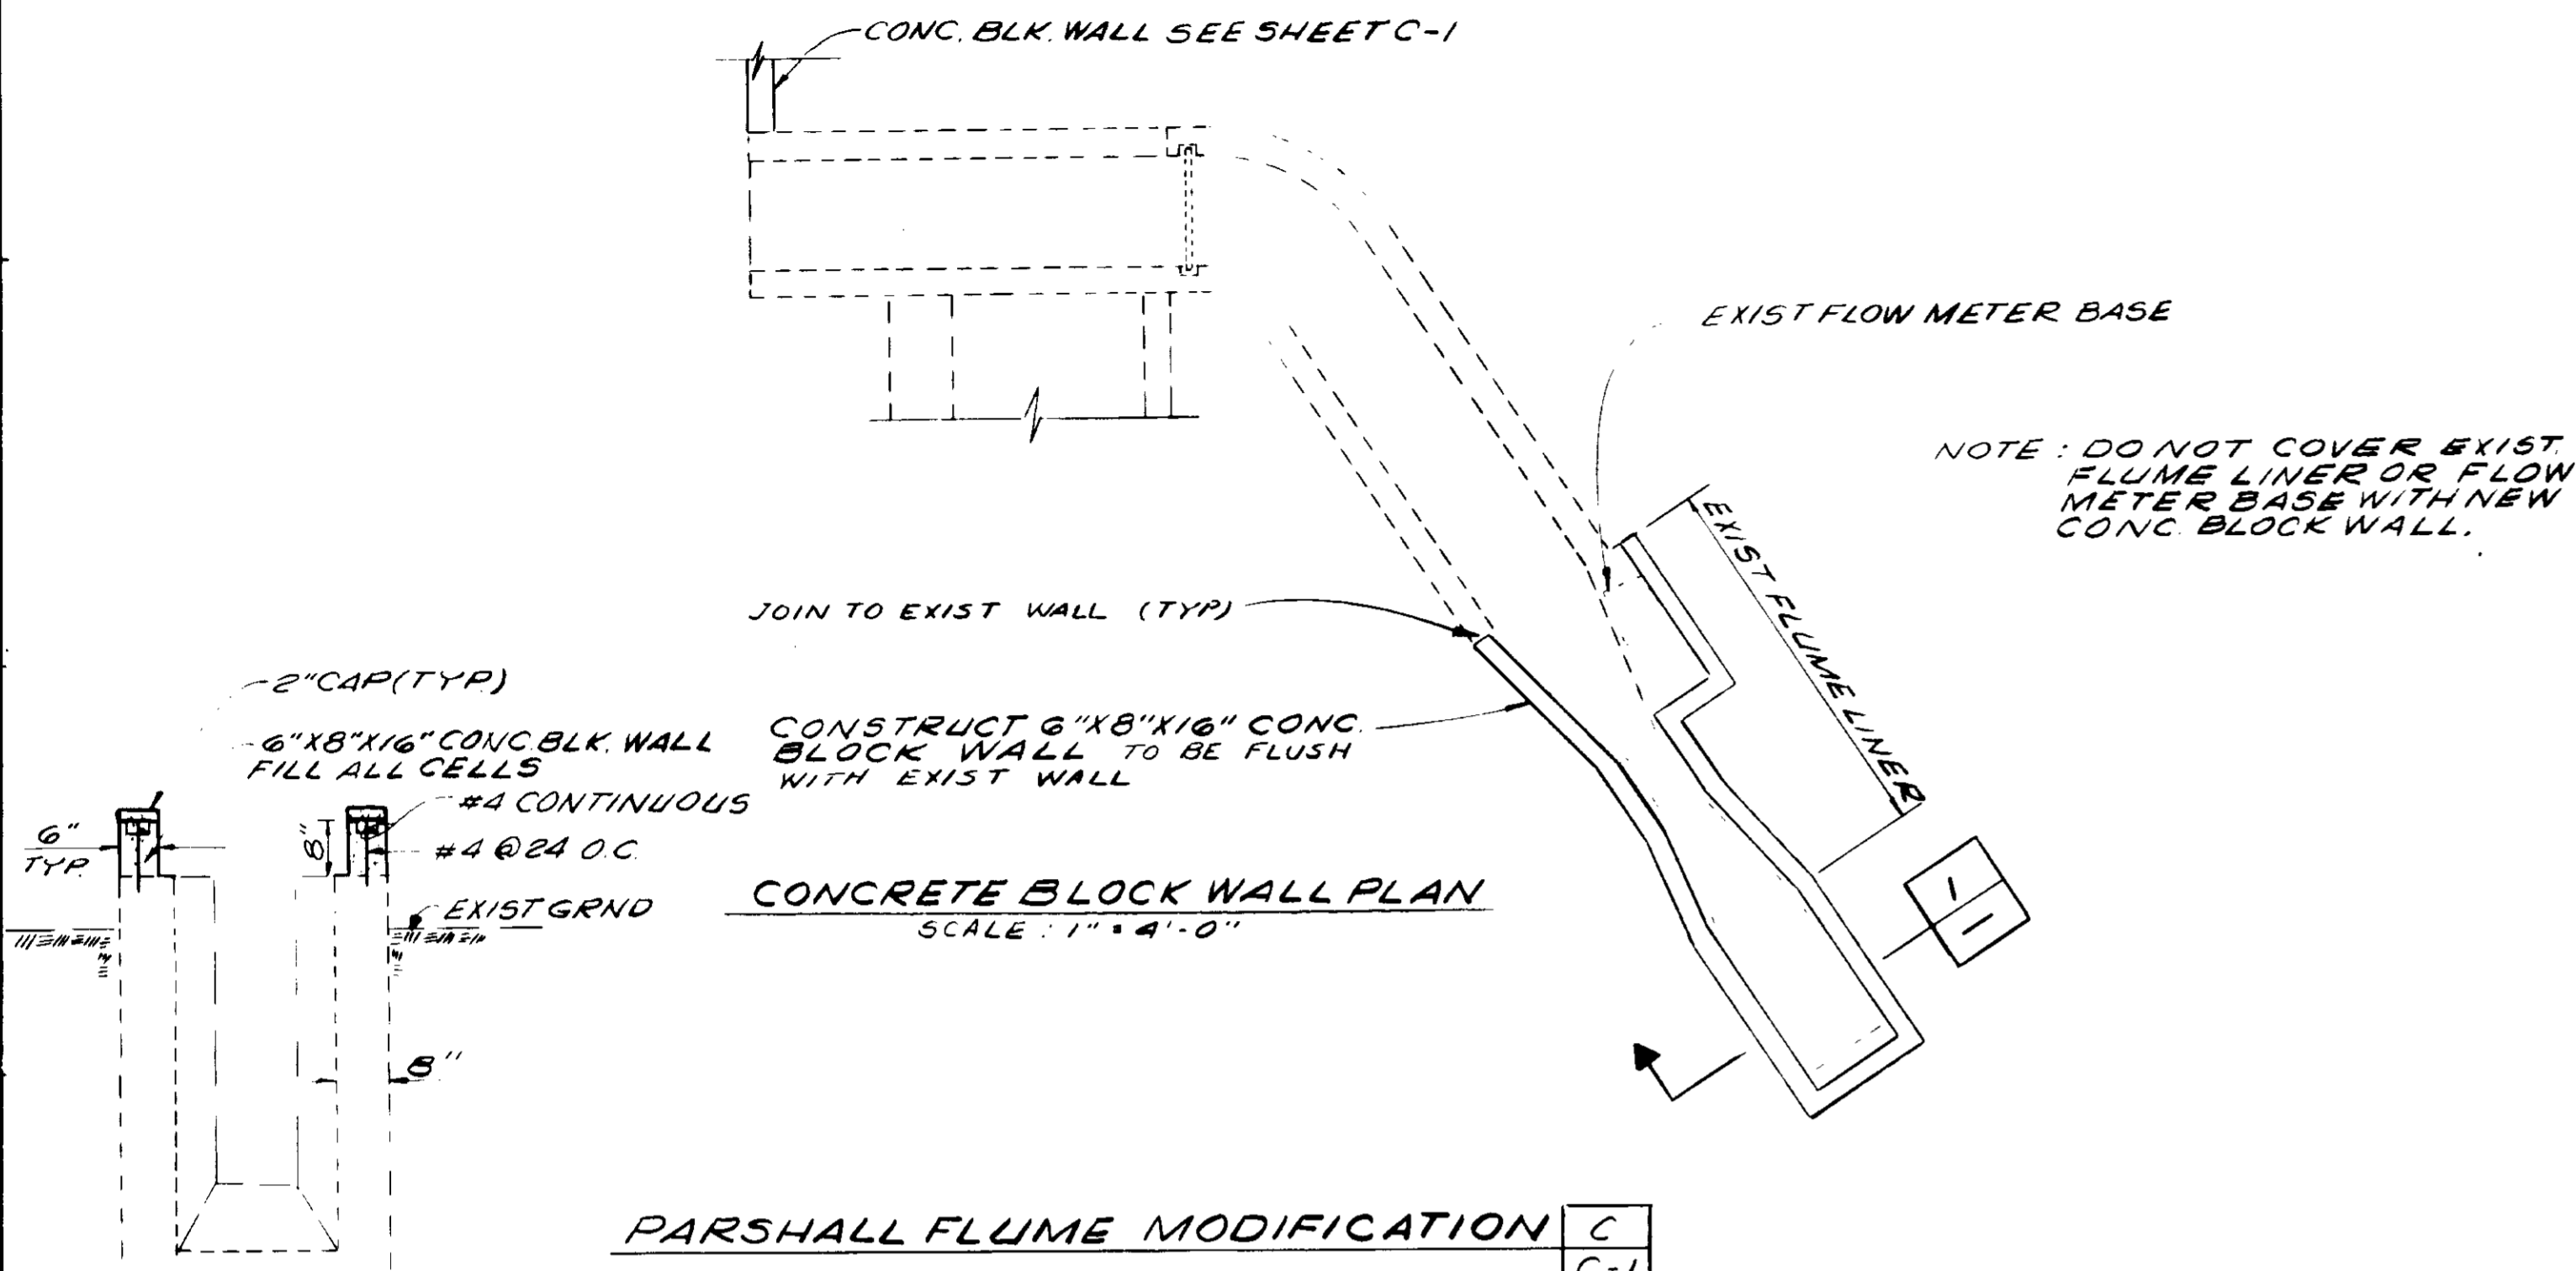 CONC. BLK. WALL SEE SHEET C-1
EXIST FLOW METER BASE
NOTE : DO NOT COVER EXIST.
FLUME LINER OR FLOW
METER BASE WITH NEW
CONC. BLOCK WALL.
EXIST FLUME LINER
JOIN TO EXIST WALL (TYP)
CONSTRUCT 6"X8"X16" CONC.
BLOCK WALL TO BE FLUSH
WITH EXIST WALL
2" CAP (TYP.)
6"X8"X16" CONC. BLK. WALL
FILL ALL CELLS
#4 CONTINUOUS
#4 @ 24 O.C.
6"
TYP.
8"
EXIST GRND
8"
CONCRETE BLOCK WALL PLAN
SCALE : 1" = 4'-0"
1
—
PARSHALL FLUME MODIFICATION
C
C-1